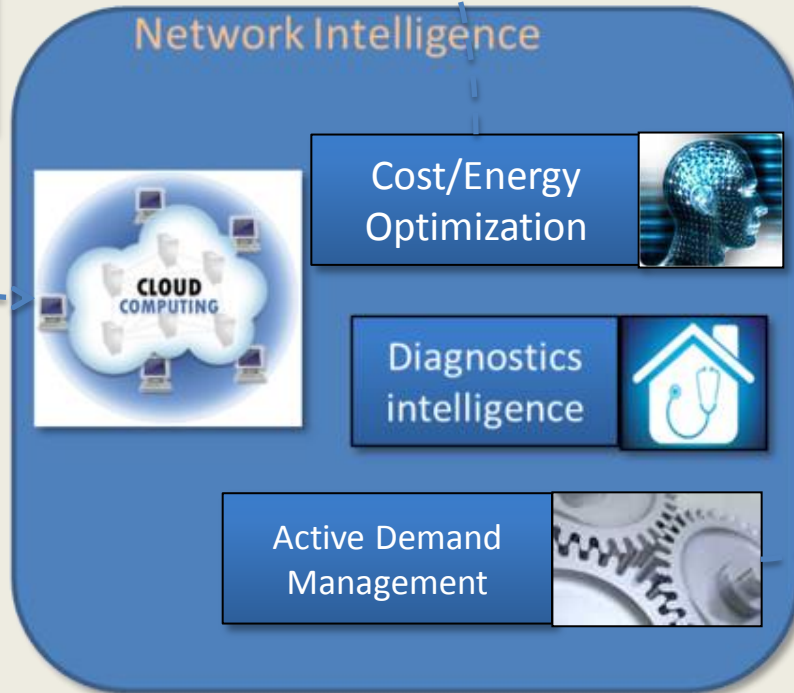 Network Intelligence
Cost/Energy
Optimization
CLOUD
COMPUTING
Diagnostics
intelligence
Active Demand
Management